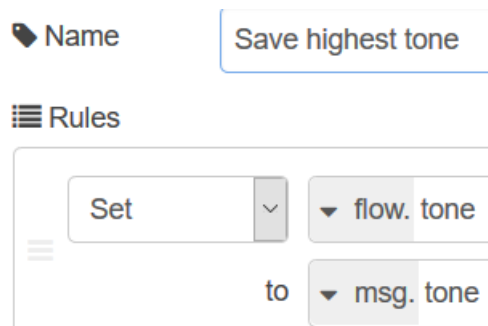 Name Save highest tone
Rules
Set flow. tone
to msg. tone